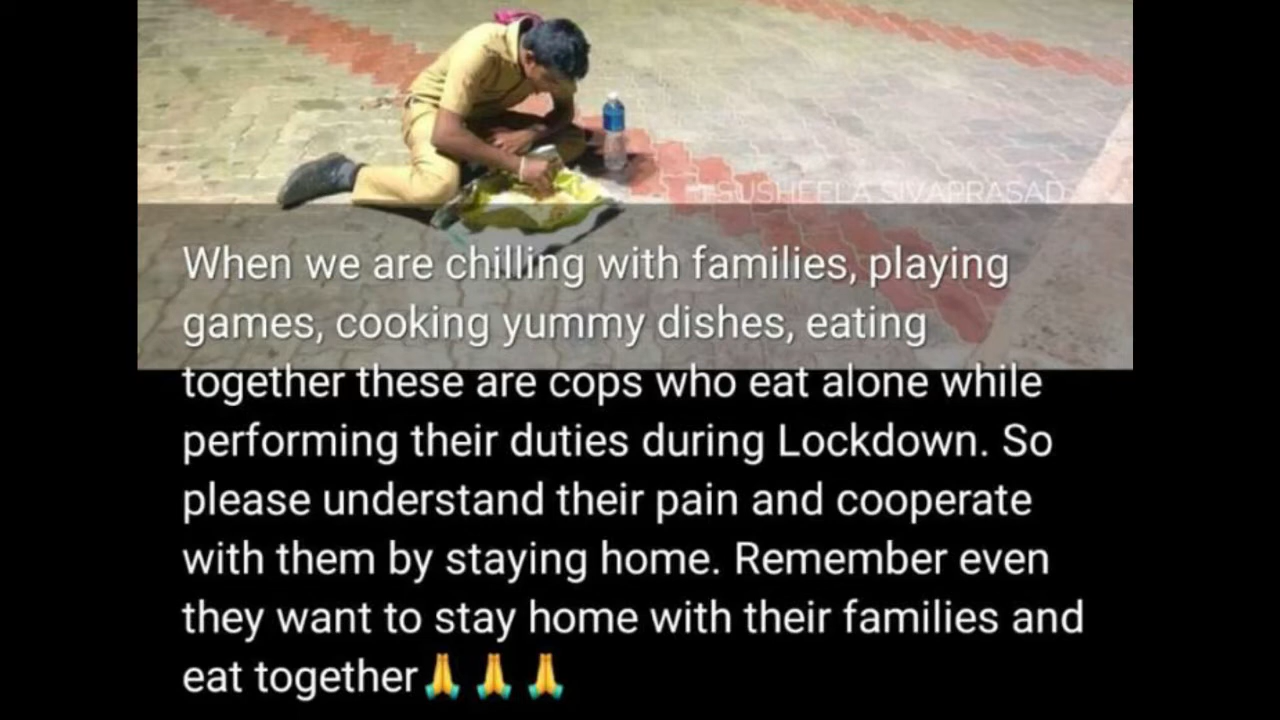 SUSHEELA SIVAPRASAD
When we are chilling with families, playing
games, cooking yummy dishes, eating
together these are cops who eat alone while
performing their duties during Lockdown. So
please understand their pain and cooperate
with them by staying home. Remember even
they want to stay home with their families and
eat together🙏🙏🙏